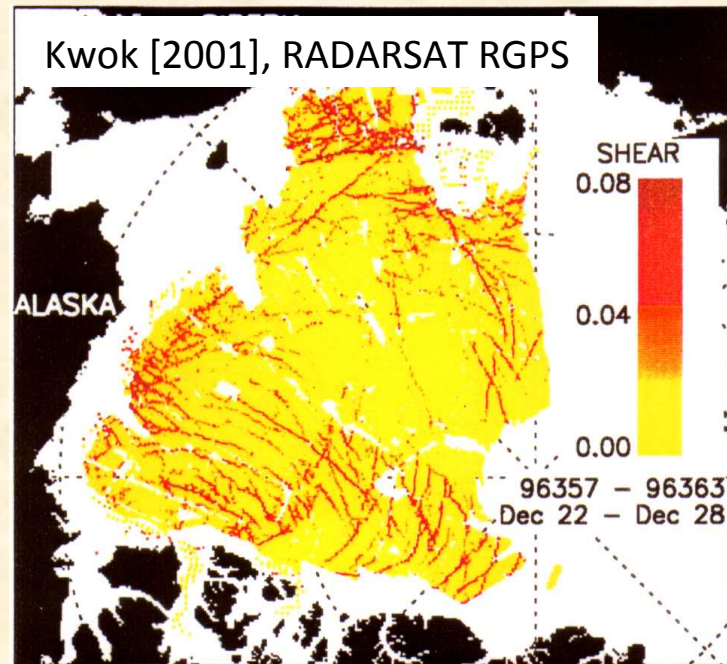 Kwok [2001], RADARSAT RGPS
SHEAR
0.08
ALASKA
0.04
0.00
96357 - 96363
Dec 22 - Dec 28